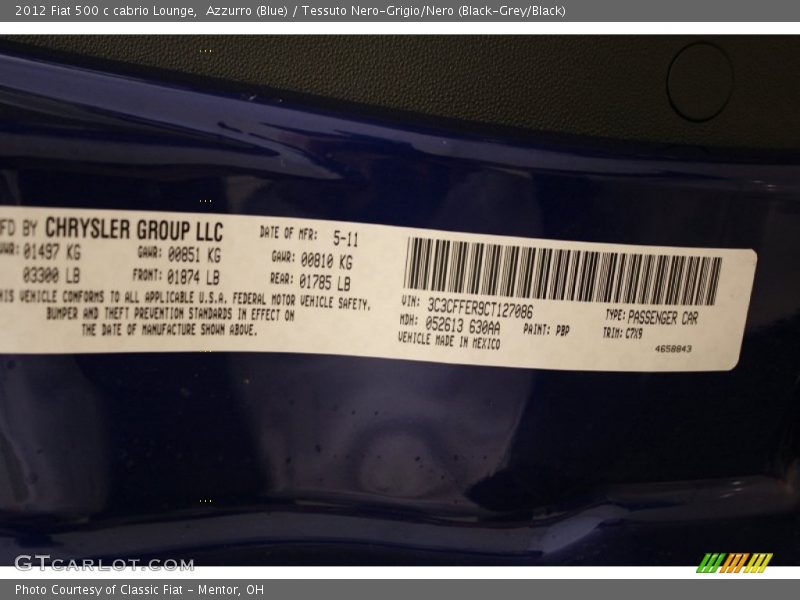 2012 Fiat 500 c cabrio Lounge,  Azzurro (Blue) / Tessuto Nero-Grigio/Nero (Black-Grey/Black)
BY CHRYSLER GROUP LLC
DATE OF MFR: 5-11
01497 KG
GAWR: 00851 KG
GAWR: 00810 KG
03300 LB
FRONT: 01874 LB
REAR: 01785 LB
VEHICLE CONFORMS TO ALL APPLICABLE U.S.A. FEDERAL MOTOR VEHICLE SAFETY,
BUMPER AND THEFT PREVENTION STANDARDS IN EFFECT ON
THE DATE OF MANUFACTURE SHOWN ABOVE.
VIN: 3C3CFFER9CT127086
TYPE: PASSENGER CAR
MDH: 052613 630AA
PAINT: PBP
TRIM: C7X9
VEHICLE MADE IN MEXICO
4658843
GTCARLOT.COM
Photo Courtesy of Classic Fiat - Mentor, OH